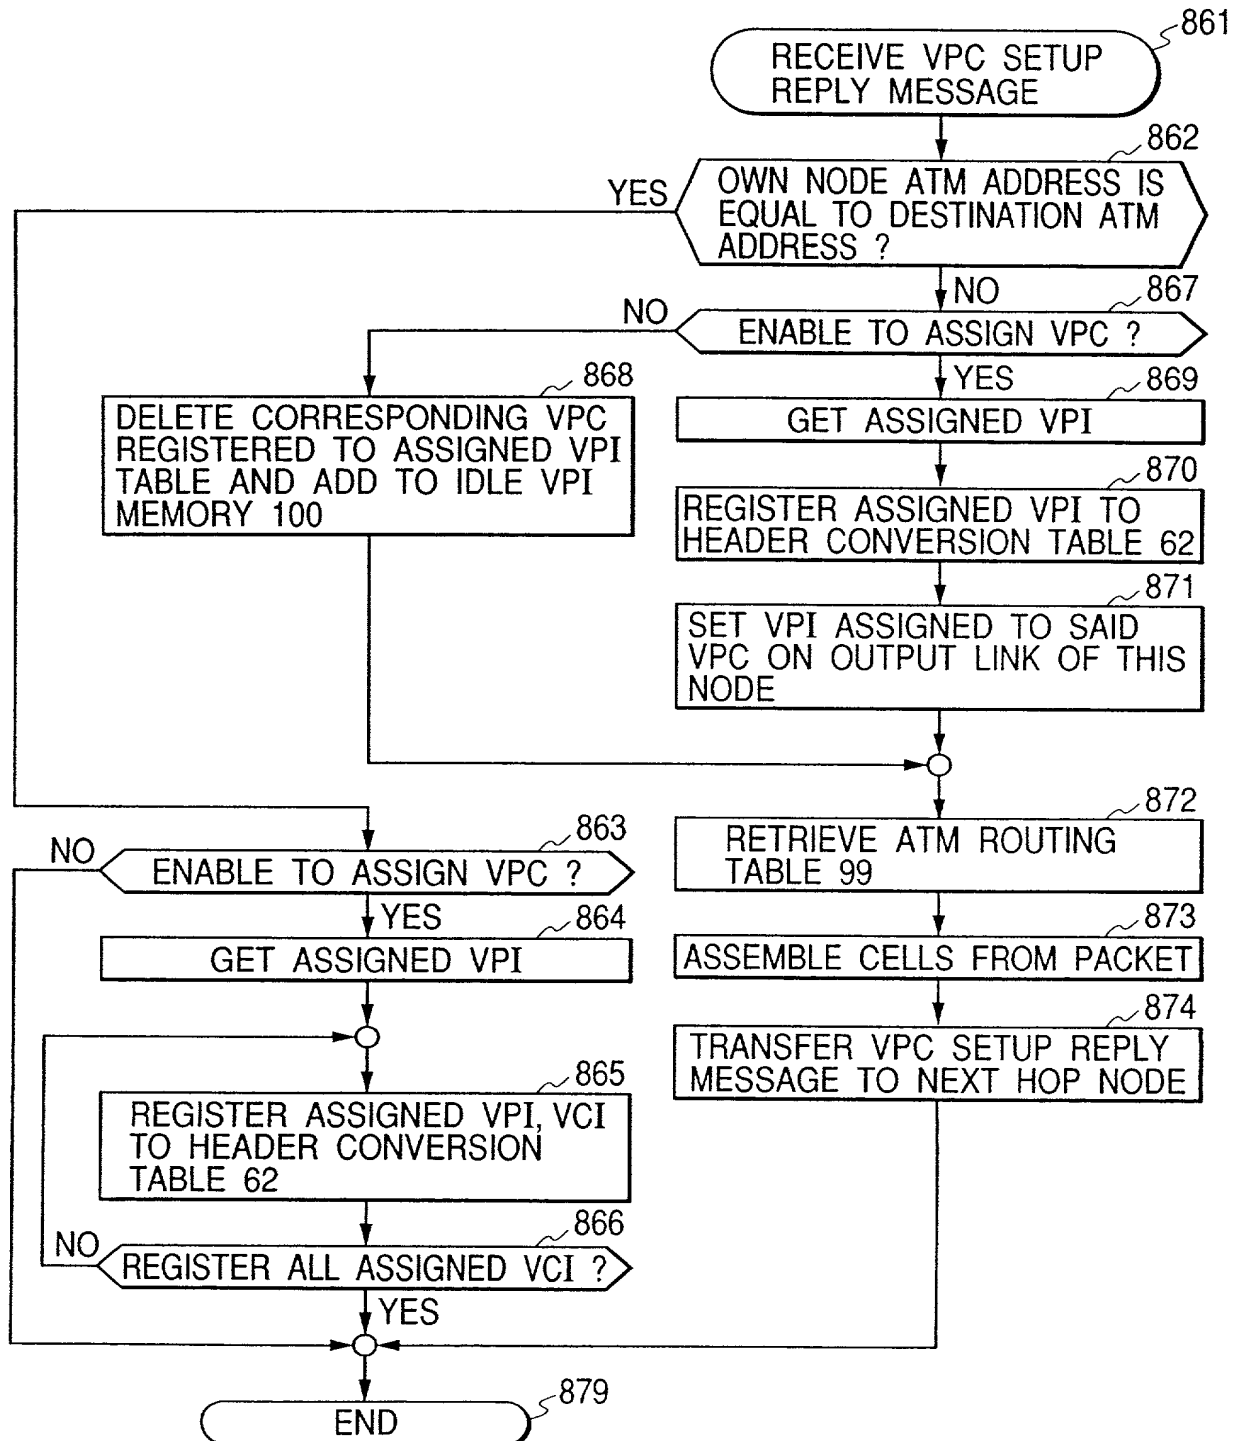 861
RECEIVE VPC SETUP
REPLY MESSAGE
862
YES
OWN NODE ATM ADDRESS IS
EQUAL TO DESTINATION ATM
ADDRESS ?
NO
867
NO
ENABLE TO ASSIGN VPC ?
YES
868
DELETE CORRESPONDING VPC
REGISTERED TO ASSIGNED VPI
TABLE AND ADD TO IDLE VPI
MEMORY 100
869
GET ASSIGNED VPI
870
REGISTER ASSIGNED VPI TO
HEADER CONVERSION TABLE 62
871
SET VPI ASSIGNED TO SAID
VPC ON OUTPUT LINK OF THIS
NODE
872
RETRIEVE ATM ROUTING
TABLE 99
873
ASSEMBLE CELLS FROM PACKET
874
TRANSFER VPC SETUP REPLY
MESSAGE TO NEXT HOP NODE
863
NO
ENABLE TO ASSIGN VPC ?
YES
864
GET ASSIGNED VPI
865
REGISTER ASSIGNED VPI, VCI
TO HEADER CONVERSION
TABLE 62
866
NO
REGISTER ALL ASSIGNED VCI ?
YES
879
END